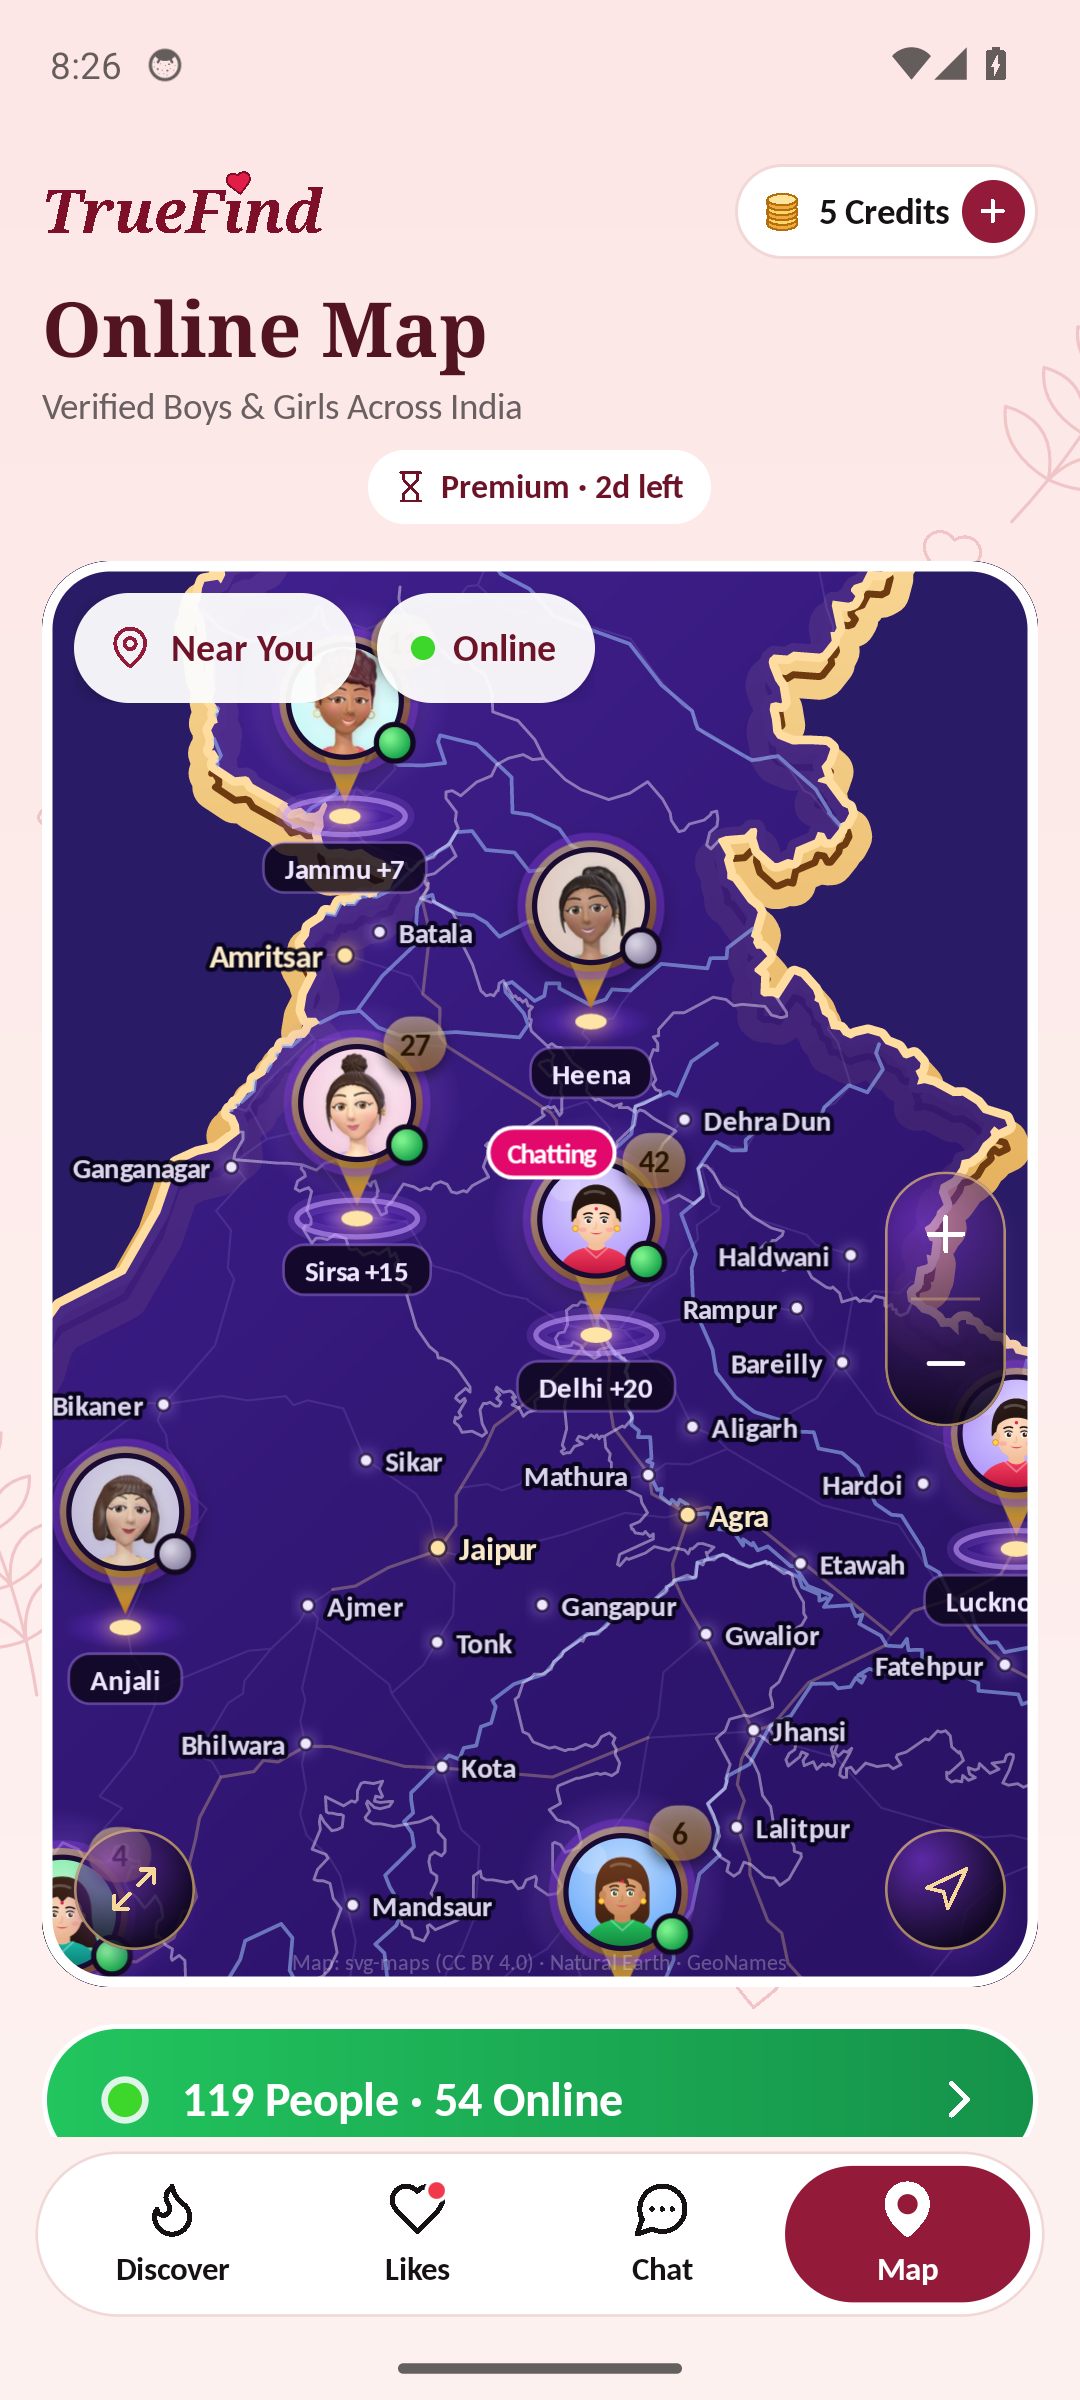 8:26
TrueFind
5 Credits
Online Map
Verified Boys & Girls Across India
Premium · 2d left
Near You
Online
Jammu +7
Batala
Amritsar
27
Heena
Dehra Dun
Chatting
42
Ganganagar
Haldwani
Sirsa +15
Rampur
Bareilly
Delhi +20
Bikaner
Aligarh
Sikar
Mathura
Hardoi
Agra
Jaipur
Etawah
Ajmer
Gangapur
Luckno
Tonk
Gwalior
Fatehpur
Anjali
Jhansi
Bhilwara
Kota
6
Lalitpur
4
Mandsaur
Map: svg-maps (CC BY 4.0) · Natural Earth · GeoNames
119 People · 54 Online
Discover
Likes
Chat
Map